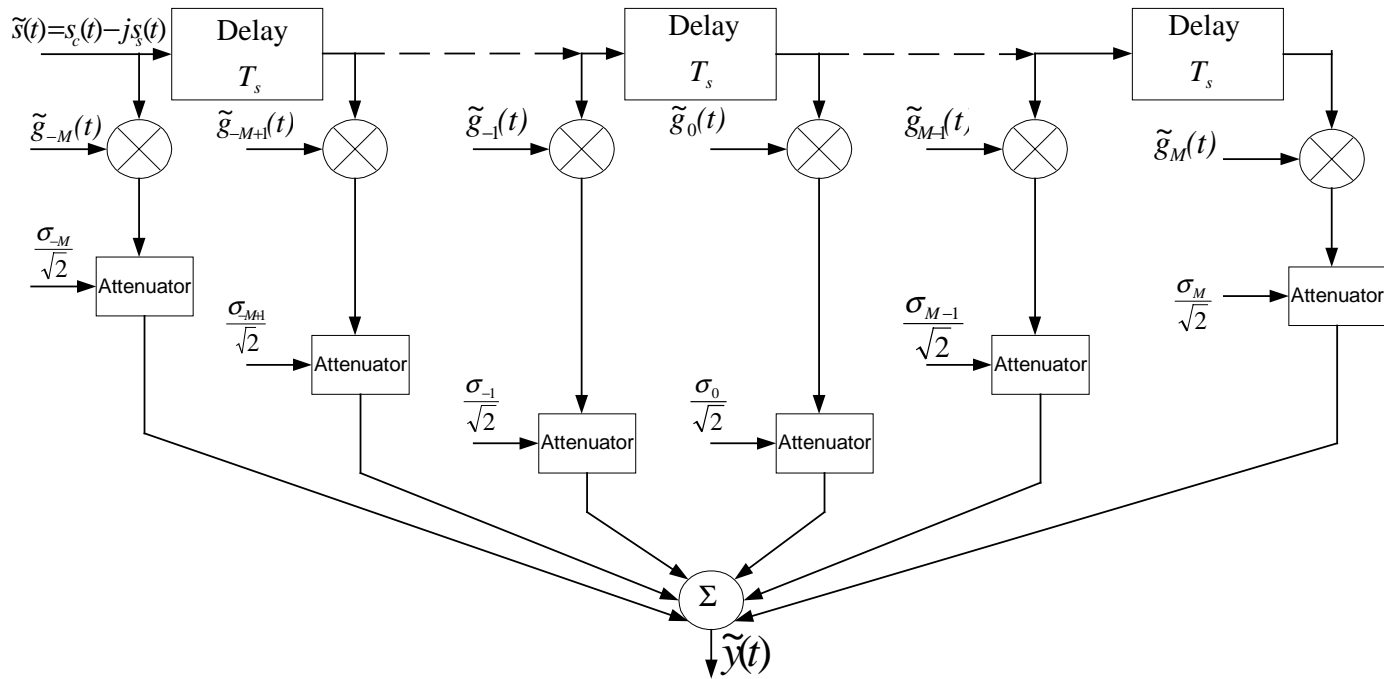 s̃(t)=s_c(t)−js_s(t)
Delay
T_s
Delay
T_s
Delay
T_s
g̃_{-M}(t)
g̃_{-M+1}(t)
g̃_{-1}(t)
g̃_0(t)
g̃_{M-1}(t)
g̃_M(t)
σ_{-M}/√2
Attenuator
σ_{-M+1}/√2
Attenuator
σ_{-1}/√2
Attenuator
σ_0/√2
Attenuator
σ_{M-1}/√2
Attenuator
σ_M/√2
Attenuator
Σ
ỹ(t)